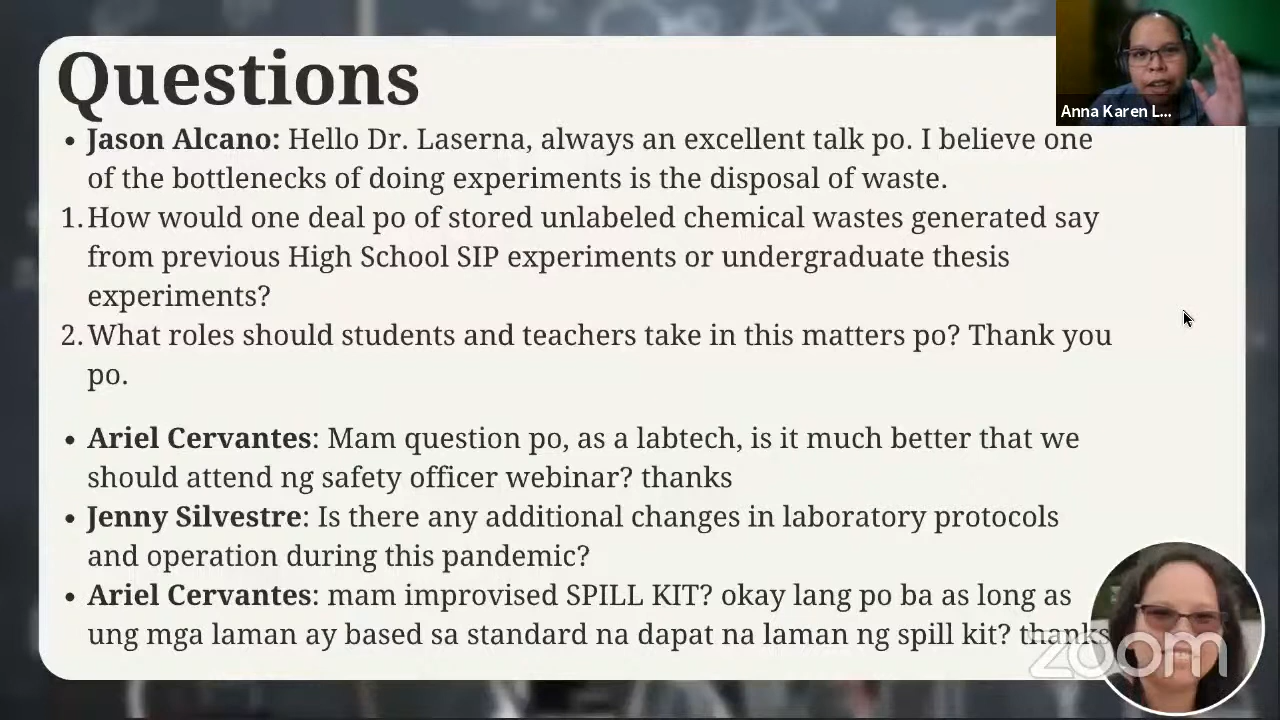 Questions
Anna Karen L...
• Jason Alcano: Hello Dr. Laserna, always an excellent talk po. I believe one
of the bottlenecks of doing experiments is the disposal of waste.
1. How would one deal po of stored unlabeled chemical wastes generated say
from previous High School SIP experiments or undergraduate thesis
experiments?
2. What roles should students and teachers take in this matters po? Thank you
po.
• Ariel Cervantes: Mam question po, as a labtech, is it much better that we
should attend ng safety officer webinar? thanks
• Jenny Silvestre: Is there any additional changes in laboratory protocols
and operation during this pandemic?
• Ariel Cervantes: mam improvised SPILL KIT? okay lang po ba as long as
ung mga laman ay based sa standard na dapat na laman ng spill kit? thanks
zoom